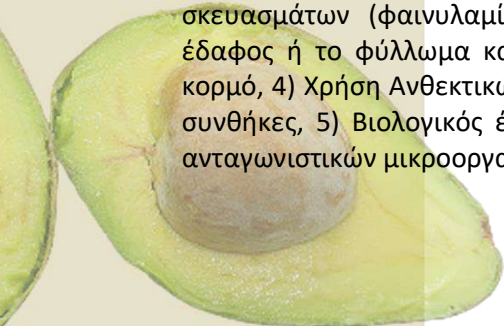 σκευασμάτων (φαινυλαμί
έδαφος ή το φύλλωμα κα
κορμό, 4) Χρήση Ανθεκτικώ
συνθήκες, 5) Βιολογικός έ
ανταγωνιστικών μικροοργα